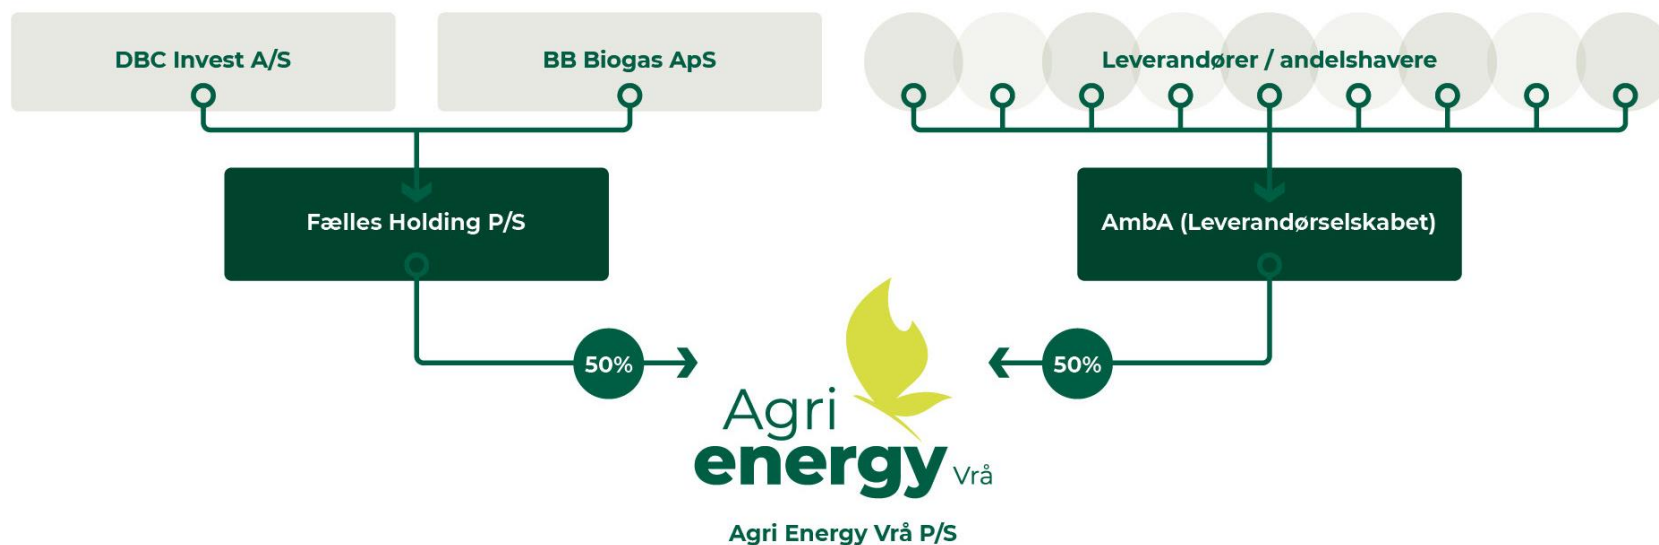 DBC Invest A/S
BB Biogas ApS
Leverandører / andelshavere
Fælles Holding P/S
AmbA (Leverandørselskabet)
50%
50%
Agri
energy Vrå
Agri Energy Vrå P/S